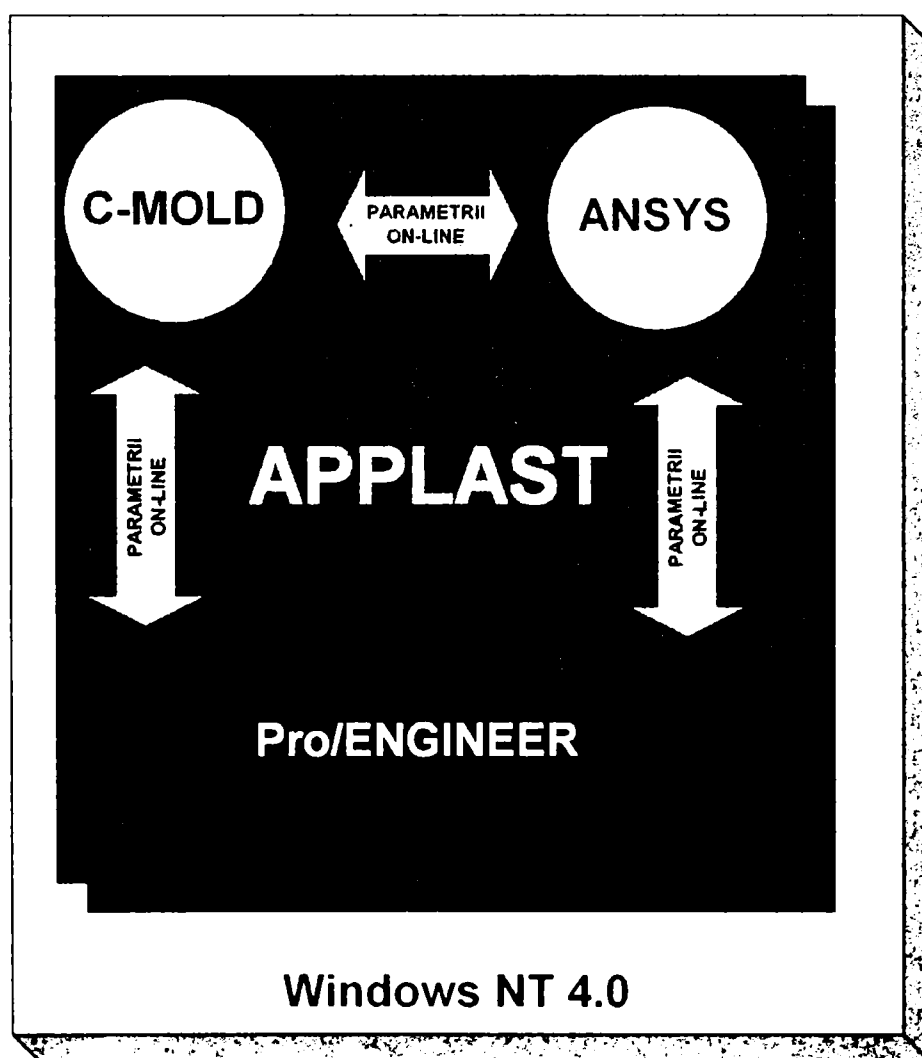 C-MOLD
PARAMETRII
ON-LINE
ANSYS
PARAMETRII
ON-LINE
APPLAST
PARAMETRII
ON-LINE
Pro/ENGINEER
Windows NT 4.0